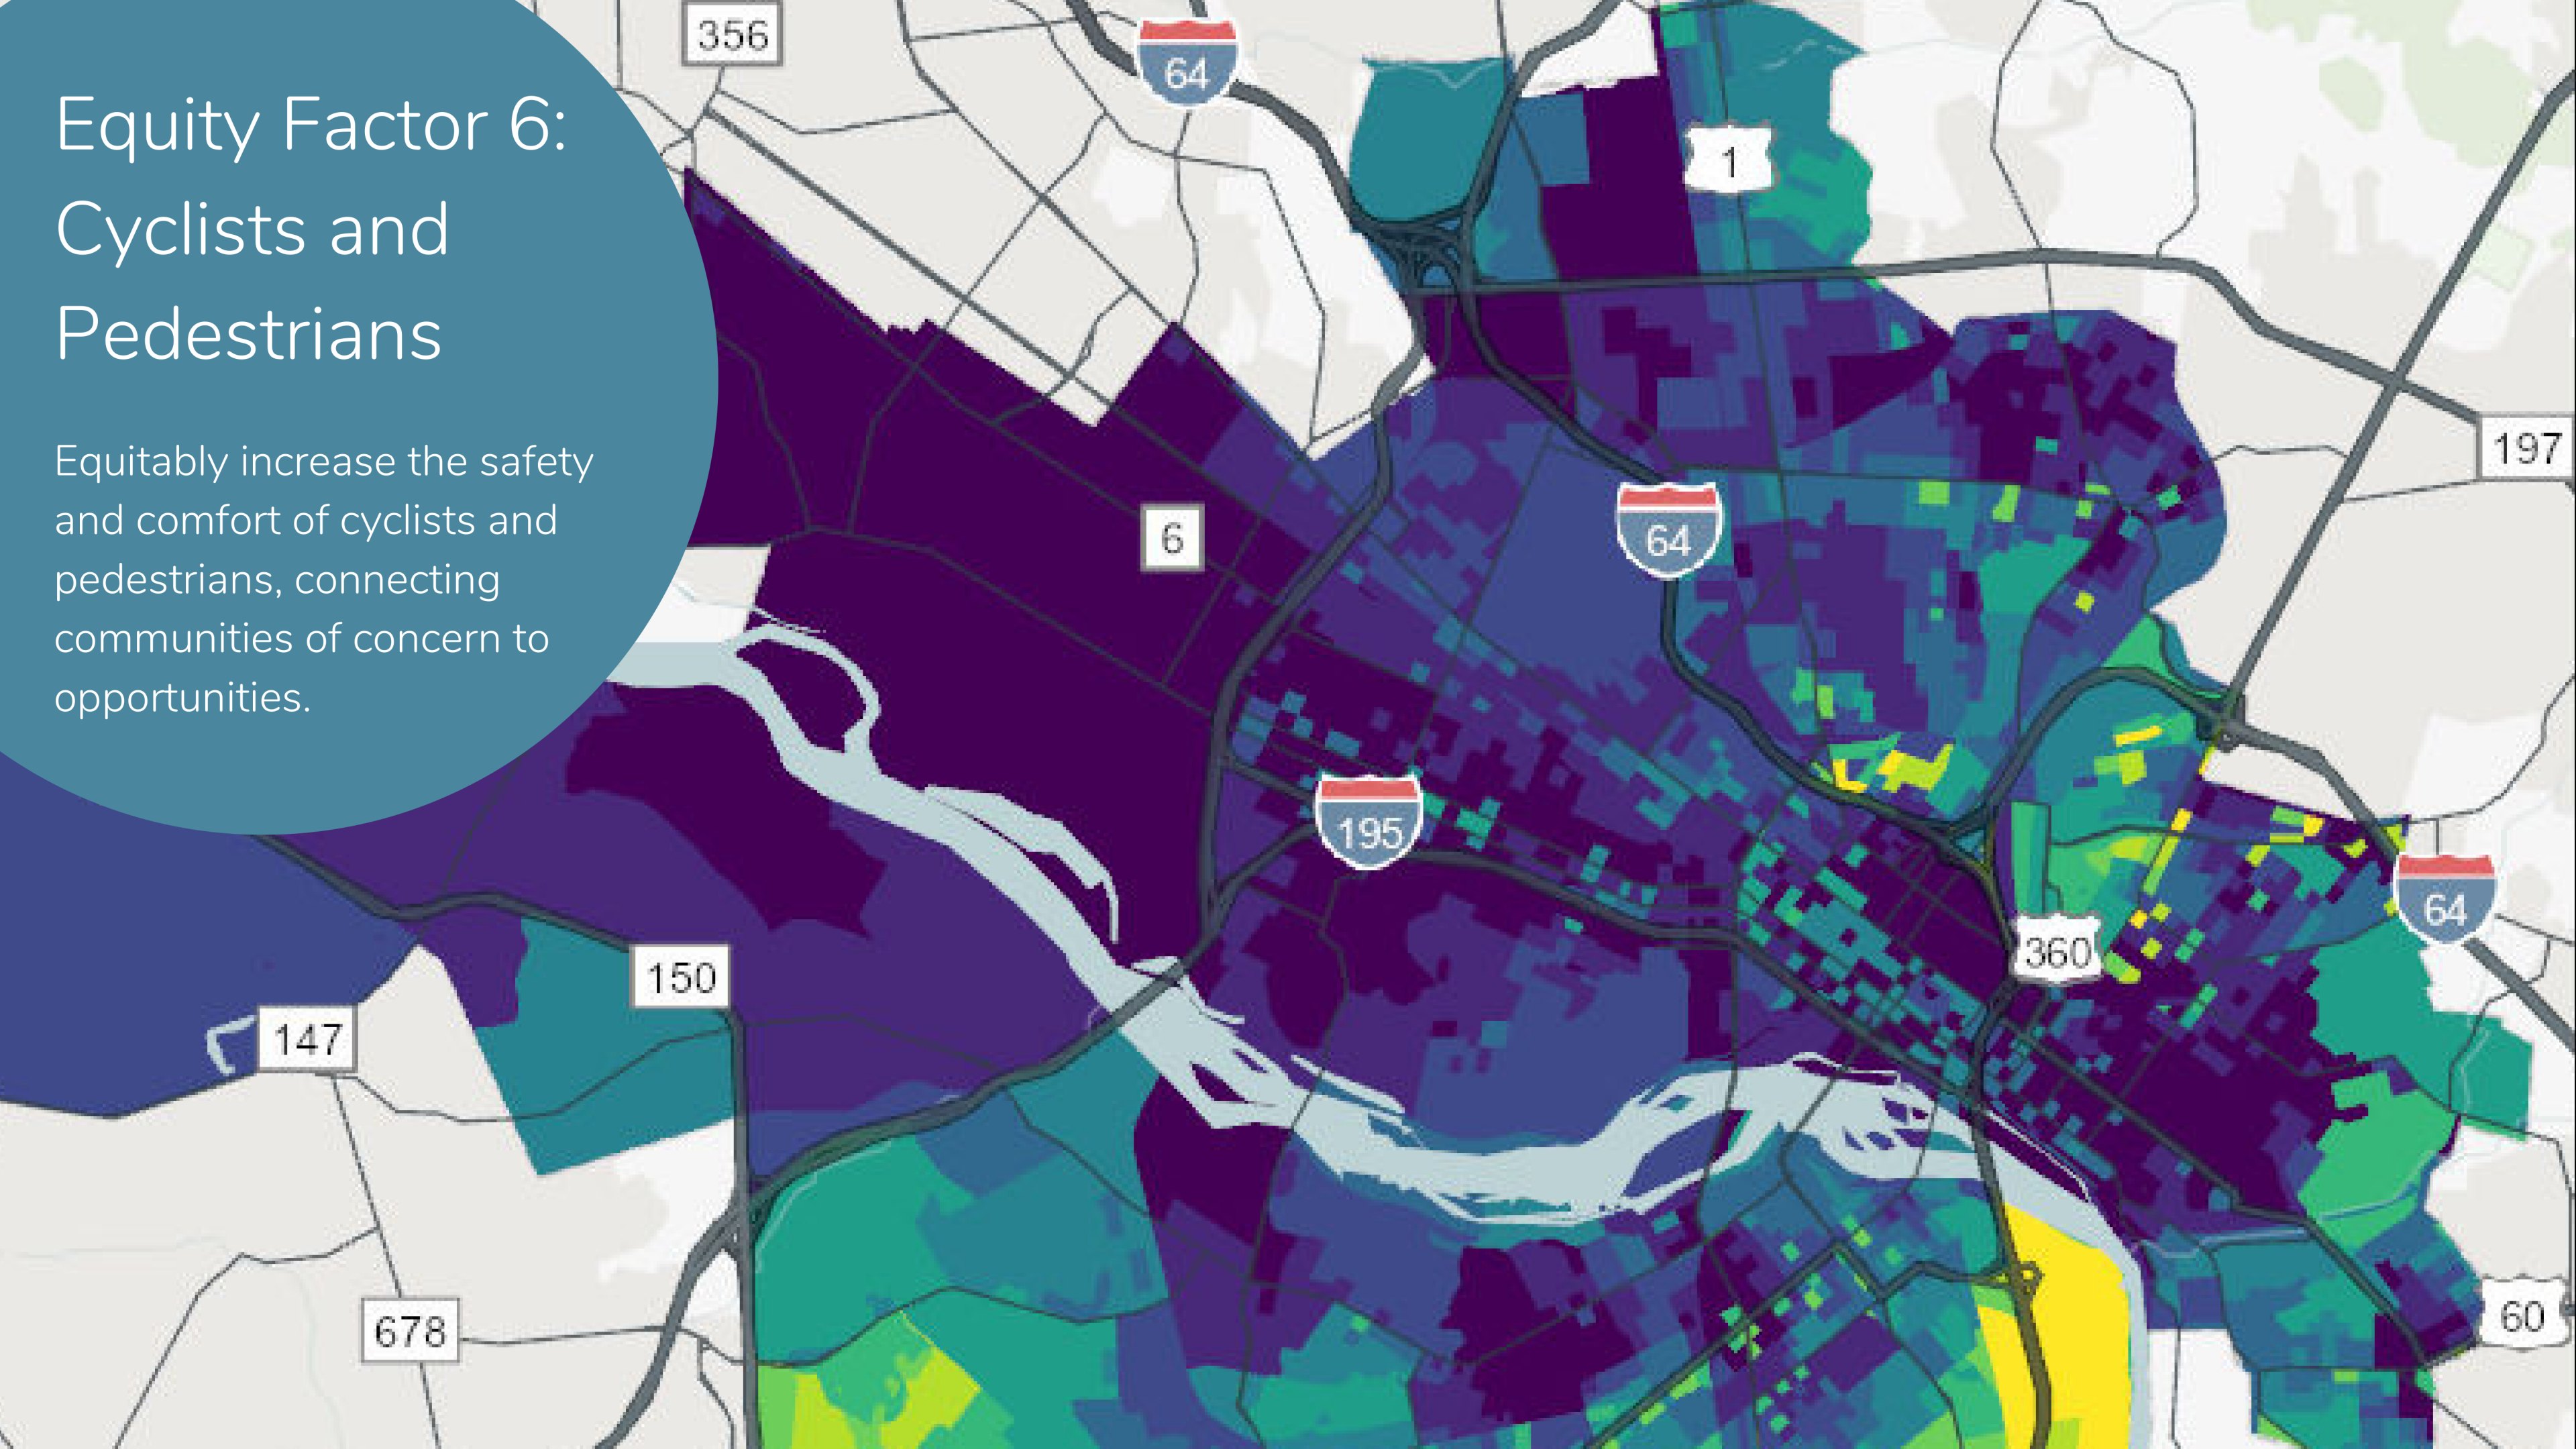 Equity Factor 6:
Cyclists and
Pedestrians
Equitably increase the safety
and comfort of cyclists and
pedestrians, connecting
communities of concern to
opportunities.
356
64
1
197
6
64
195
64
360
150
147
678
60